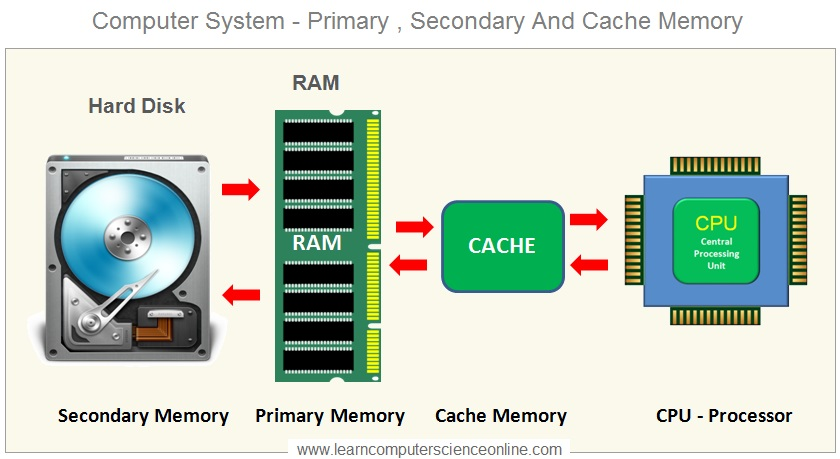 Computer System - Primary , Secondary And Cache Memory
RAM
Hard Disk
RAM
CACHE
CPU
Central
Processing
Unit
Secondary Memory
Primary Memory
Cache Memory
CPU - Processor
www.learncomputerscienceonline.com